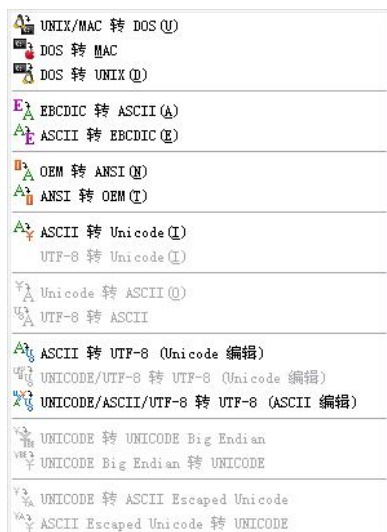 UNIX/MAC 转 DOS(U)
DOS 转 MAC
DOS 转 UNIX(D)
EBCDIC 转 ASCII(A)
ASCII 转 EBCDIC(E)
OEM 转 ANSI(N)
ANSI 转 OEM(T)
ASCII 转 Unicode(I)
UTF-8 转 Unicode(I)
Unicode 转 ASCII(O)
UTF-8 转 ASCII
ASCII 转 UTF-8 (Unicode 编辑)
UNICODE/UTF-8 转 UTF-8 (Unicode 编辑)
UNICODE/ASCII/UTF-8 转 UTF-8 (ASCII 编辑)
UNICODE 转 UNICODE Big Endian
UNICODE Big Endian 转 UNICODE
UNICODE 转 ASCII Escaped Unicode
ASCII Escaped Unicode 转 UNICODE